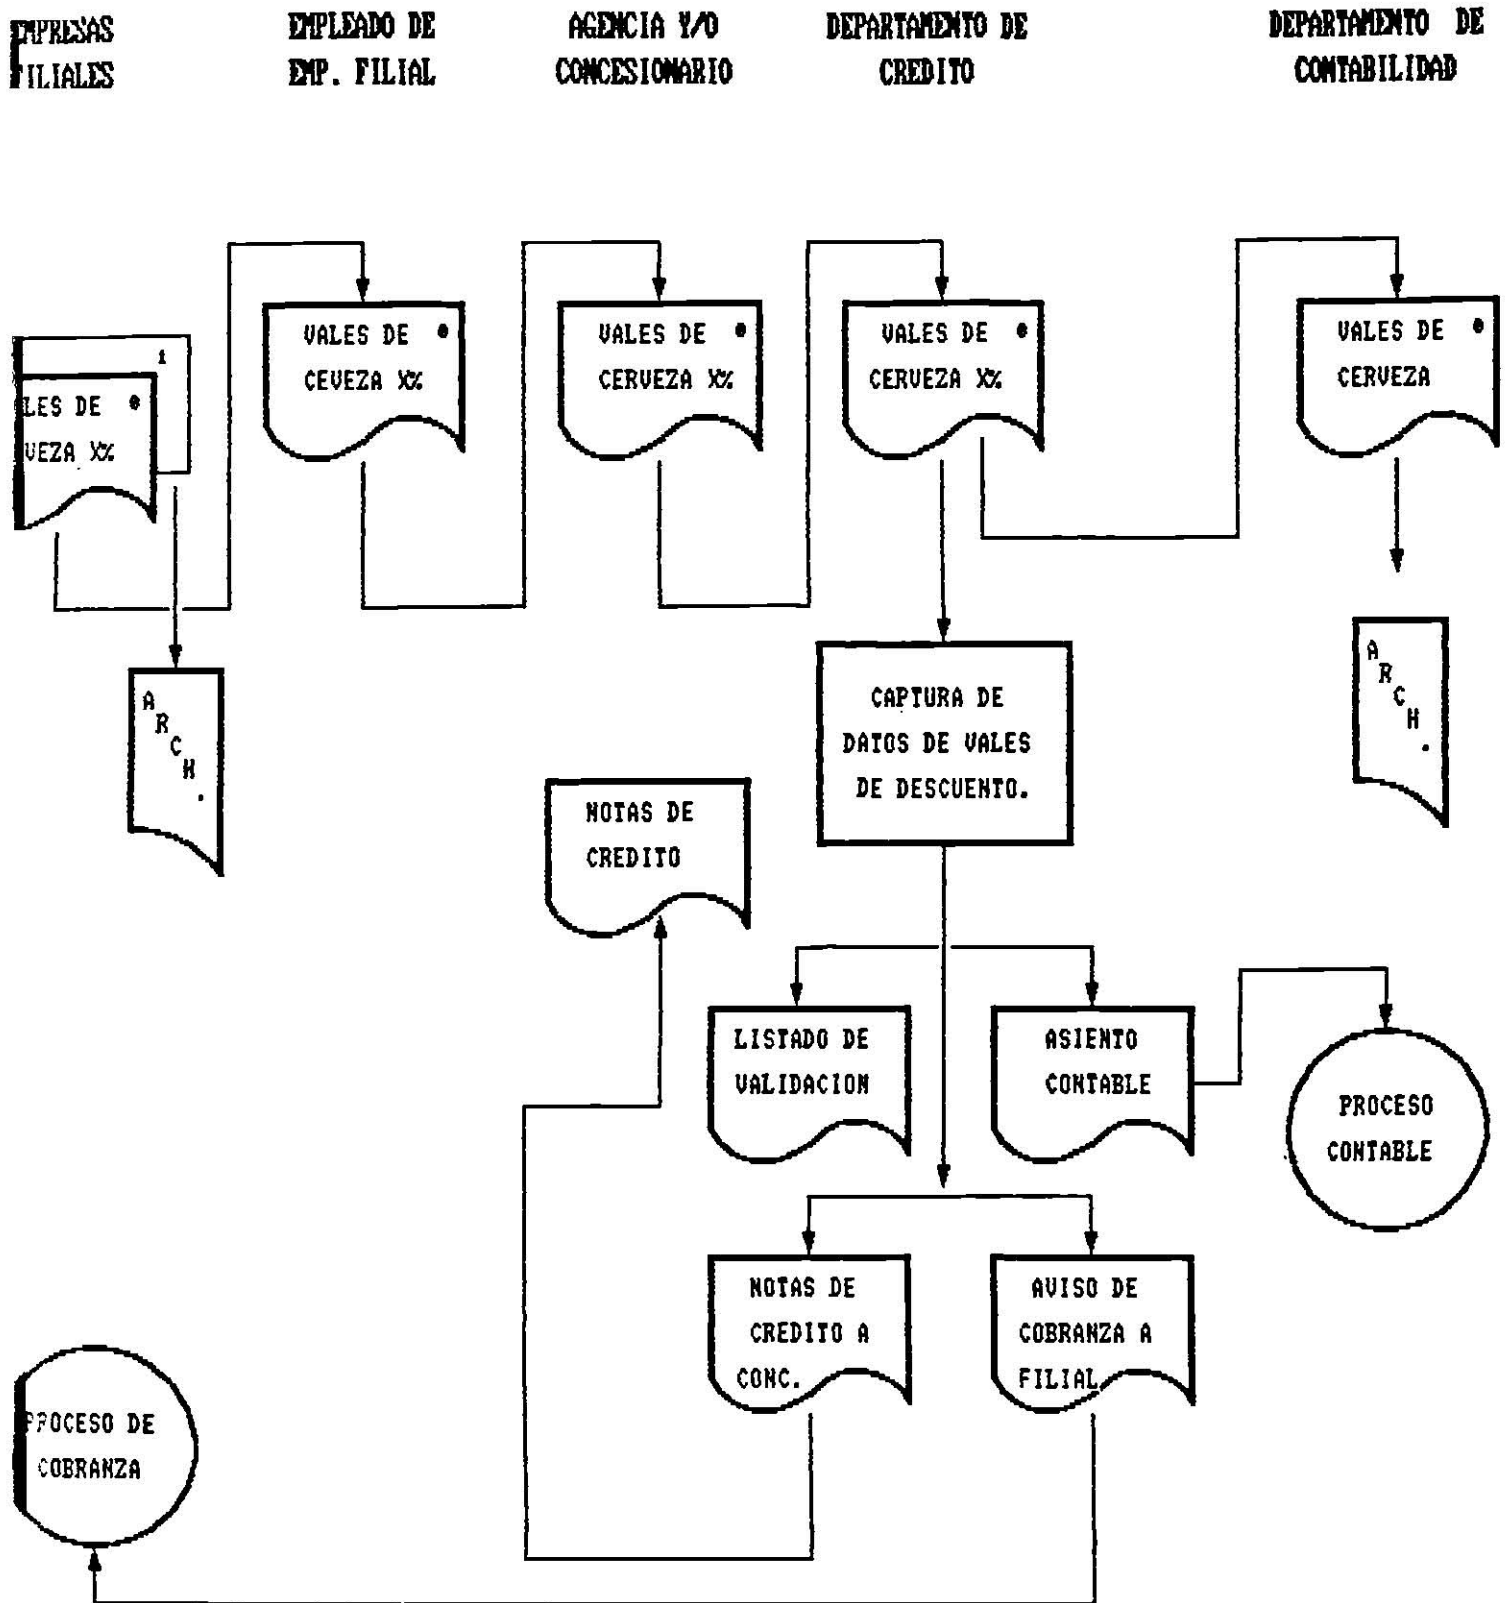 EMPRESAS
FILIALES
EMPLEADO DE
EMP. FILIAL
AGENCIA Y/O
CONCESIONARIO
DEPARTAMENTO DE
CREDITO
DEPARTAMENTO DE
CONTABILIDAD
1
LES DE
VEZA X%
VALES DE
CEVEZA X%
VALES DE
CERVEZA X%
VALES DE
CERVEZA X%
VALES DE
CERVEZA
ARCH.
ARCH.
CAPTURA DE
DATOS DE VALES
DE DESCUENTO.
NOTAS DE
CREDITO
LISTADO DE
VALIDACION
ASIENTO
CONTABLE
PROCESO
CONTABLE
NOTAS DE
CREDITO A
CONC.
AVISO DE
COBRANZA A
FILIAL
PROCESO DE
COBRANZA